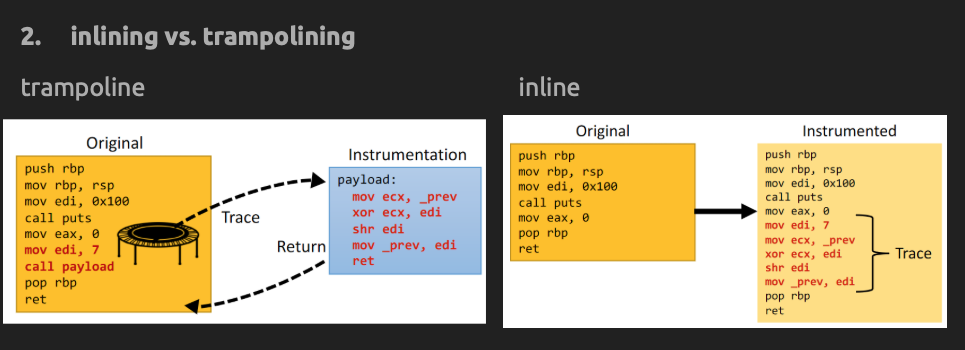 2. inlining vs. trampolining
trampoline
Original
push rbp
mov rbp, rsp
mov edi, 0x100
call puts
mov eax, 0
mov edi, 7
call payload
pop rbp
ret
Trace
Return
Instrumentation
payload:
mov ecx, _prev
xor ecx, edi
shr edi
mov _prev, edi
ret
inline
Original
push rbp
mov rbp, rsp
mov edi, 0x100
call puts
mov eax, 0
pop rbp
ret
Instrumented
push rbp
mov rbp, rsp
mov edi, 0x100
call puts
mov eax, 0
mov edi, 7
mov ecx, _prev
xor ecx, edi
shr edi
mov _prev, edi
pop rbp
ret
Trace